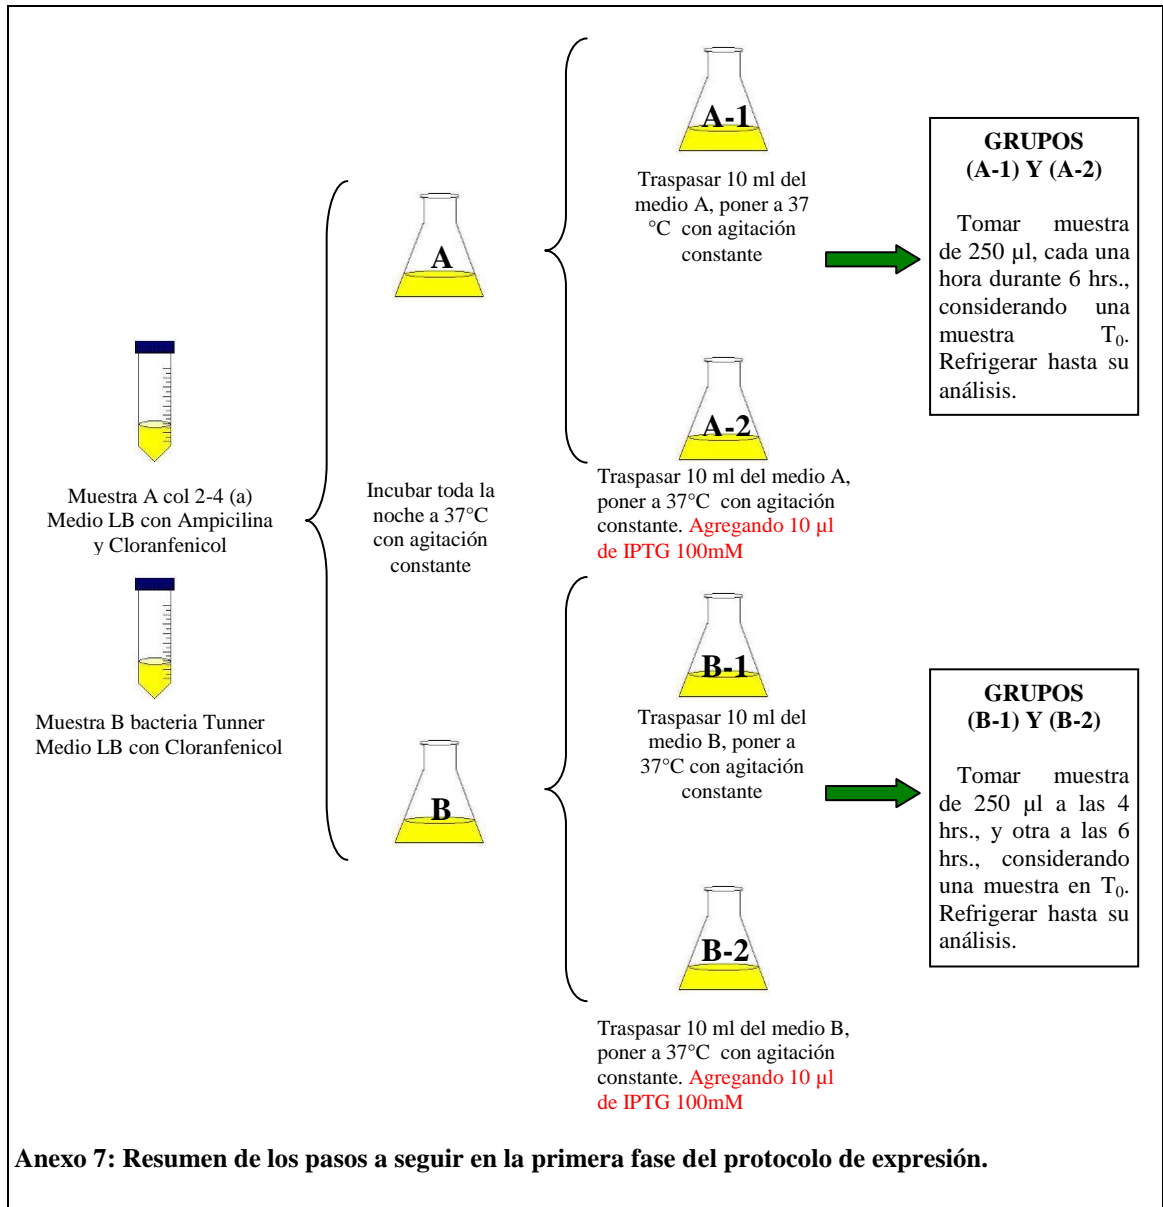 Muestra A col 2-4 (a)
Medio LB con Ampicilina
y Cloranfenicol
Muestra B bacteria Tunner
Medio LB con Cloranfenicol
A
Incubar toda la
noche a 37°C
con agitación
constante
B
A-1
Traspasar 10 ml del
medio A, poner a 37
°C con agitación
constante
A-2
Traspasar 10 ml del medio A,
poner a 37°C con agitación
constante. Agregando 10 µl
de IPTG 100mM
GRUPOS
(A-1) Y (A-2)
Tomar muestra
de 250 µl, cada una
hora durante 6 hrs.,
considerando una
muestra T₀.
Refrigerar hasta su
análisis.
B-1
Traspasar 10 ml del
medio B, poner a
37°C con agitación
constante
B-2
Traspasar 10 ml del medio B,
poner a 37°C con agitación
constante. Agregando 10 µl
de IPTG 100mM
GRUPOS
(B-1) Y (B-2)
Tomar muestra
de 250 µl a las 4
hrs., y otra a las 6
hrs., considerando
una muestra en T₀.
Refrigerar hasta su
análisis.
Anexo 7: Resumen de los pasos a seguir en la primera fase del protocolo de expresión.